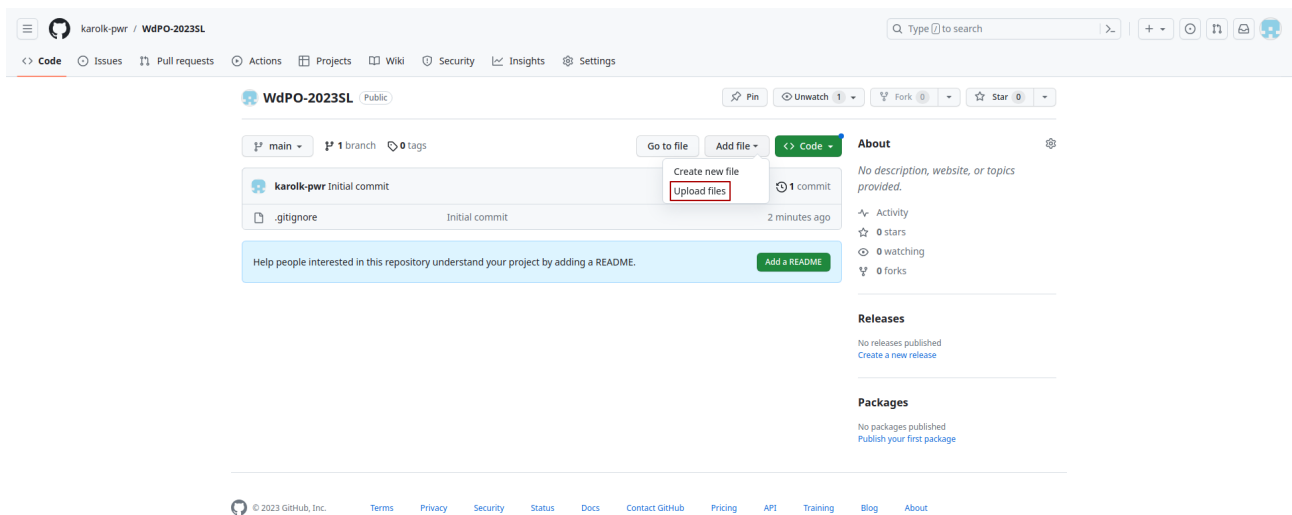 karolk-pwr / WdPO-2023SL
Type / to search
Code Issues Pull requests Actions Projects Wiki Security Insights Settings
WdPO-2023SL Public
Pin Unwatch 1 Fork 0 Star 0
main 1 branch 0 tags
Go to file Add file Code
Create new file
Upload files
karolk-pwr Initial commit 1 commit
.gitignore Initial commit 2 minutes ago
Help people interested in this repository understand your project by adding a README. Add a README
About
No description, website, or topics
provided.
Activity
0 stars
0 watching
0 forks
Releases
No releases published
Create a new release
Packages
No packages published
Publish your first package
© 2023 GitHub, Inc. Terms Privacy Security Status Docs Contact GitHub Pricing API Training Blog About